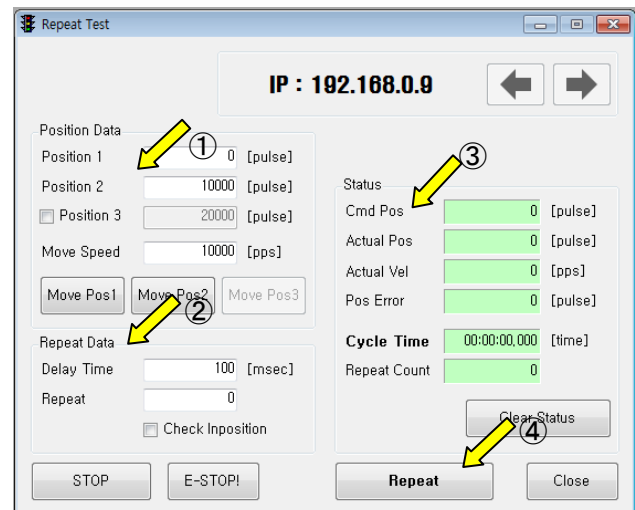 Repeat Test
IP : 192.168.0.9
Position Data
①
Position 1 0 [pulse]
Position 2 10000 [pulse]
Position 3 20000 [pulse]
Move Speed 10000 [pps]
Move Pos1 Move Pos2 Move Pos3
②
Repeat Data
Delay Time 100 [msec]
Repeat 0
Check Inposition
③
Status
Cmd Pos 0 [pulse]
Actual Pos 0 [pulse]
Actual Vel 0 [pps]
Pos Error 0 [pulse]
Cycle Time 00:00:00,000 [time]
Repeat Count 0
Clear Status
④
STOP E-STOP! Repeat Close